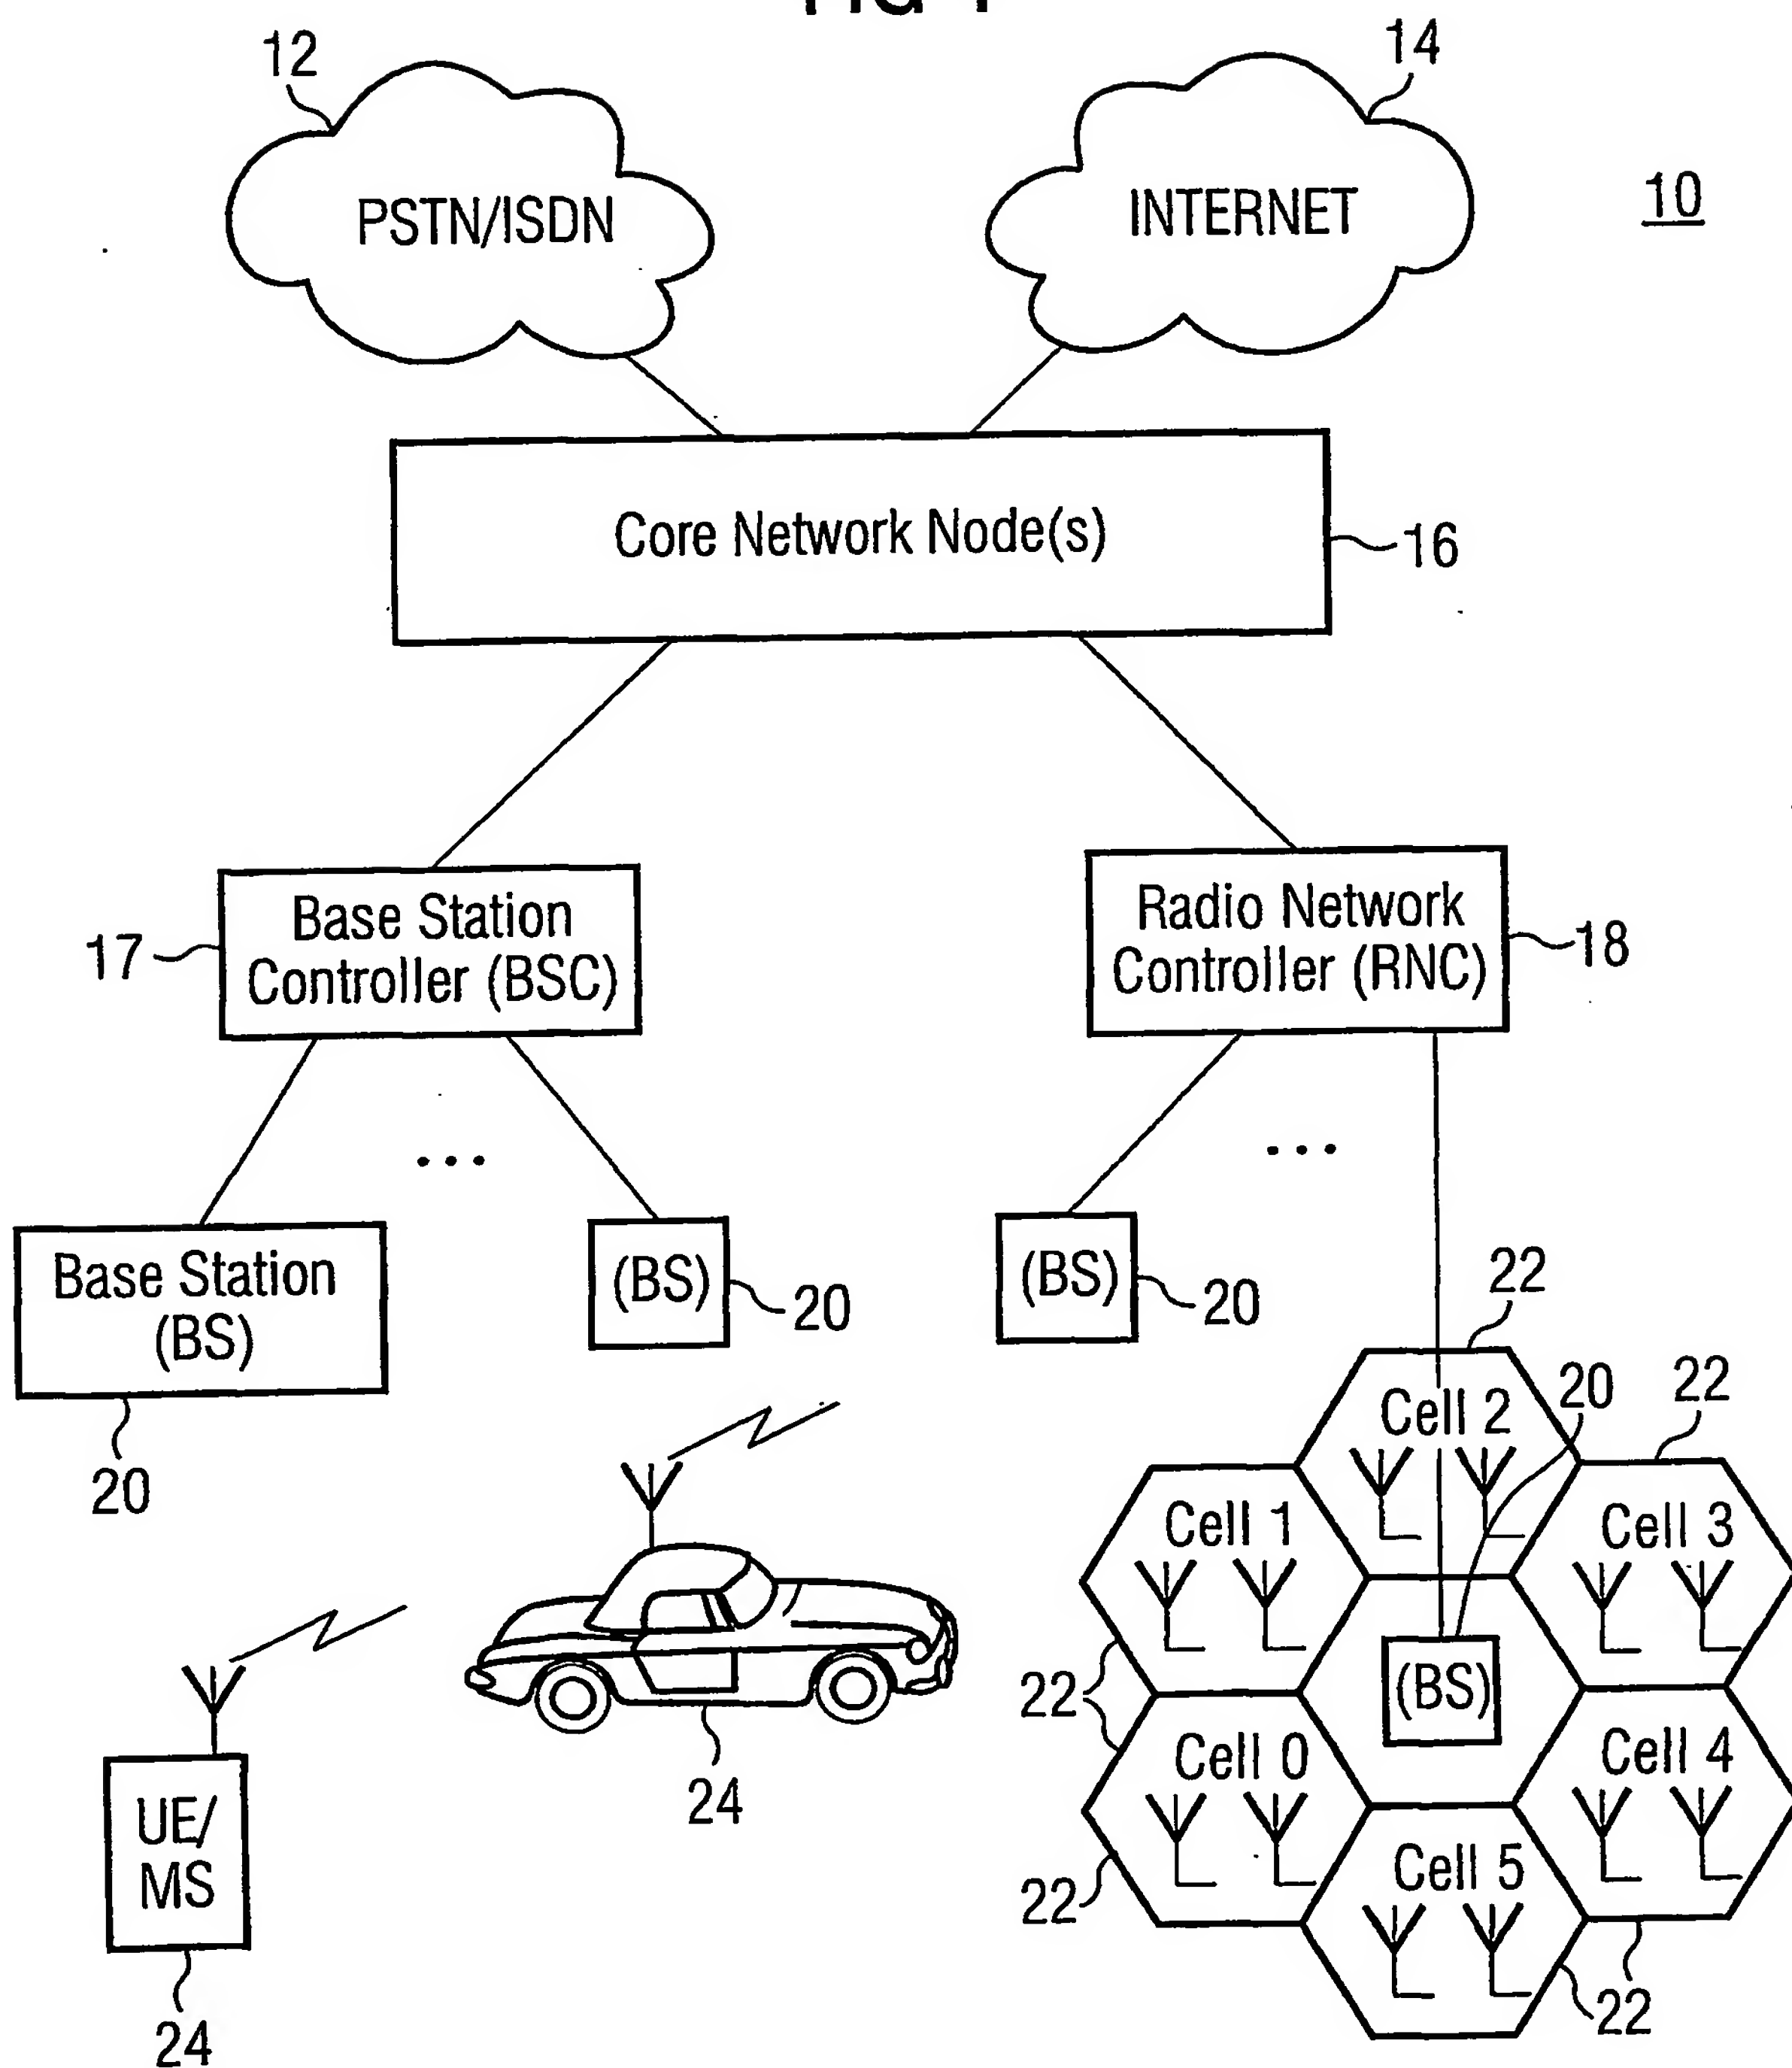 FIG 1
12
14
PSTN/ISDN
INTERNET
10
Core Network Node(s)
16
Base Station
Controller (BSC)
17
Radio Network
Controller (RNC)
18
...
...
Base Station
(BS)
20
(BS)
20
(BS)
20
22
20
22
Cell 2
Cell 1
Cell 3
(BS)
22
Cell 0
Cell 4
24
UE/
MS
Cell 5
22
22
24